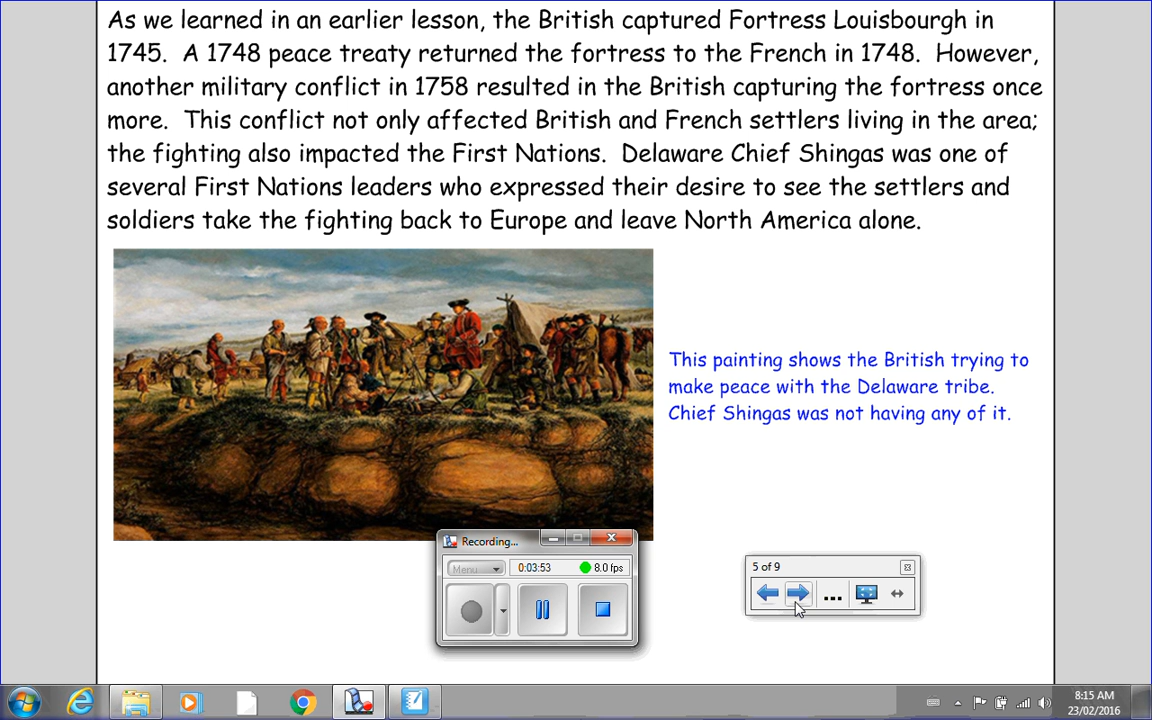 As we learned in an earlier lesson, the British captured Fortress Louisbourgh in
1745.  A 1748 peace treaty returned the fortress to the French in 1748.  However,
another military conflict in 1758 resulted in the British capturing the fortress once
more.  This conflict not only affected British and French settlers living in the area;
the fighting also impacted the First Nations.  Delaware Chief Shingas was one of
several First Nations leaders who expressed their desire to see the settlers and
soldiers take the fighting back to Europe and leave North America alone.
This painting shows the British trying to
make peace with the Delaware tribe.
Chief Shingas was not having any of it.
Recording...
Menu
0:03:53
8.0 fps
5 of 9
...
8:15 AM
23/02/2016